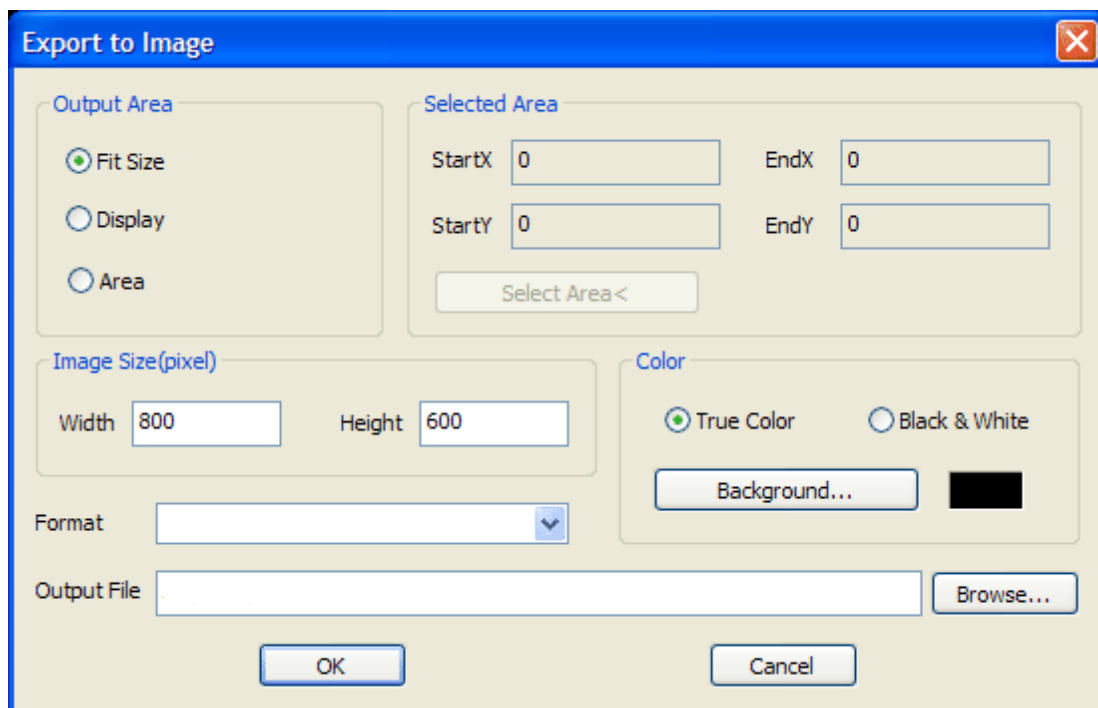 Export to Image
Output Area
Fit Size
Display
Area
Selected Area
StartX 0 EndX 0
StartY 0 EndY 0
Select Area<
Image Size(pixel)
Width 800 Height 600
Color
True Color Black & White
Background...
Format
Output File Browse...
OK Cancel